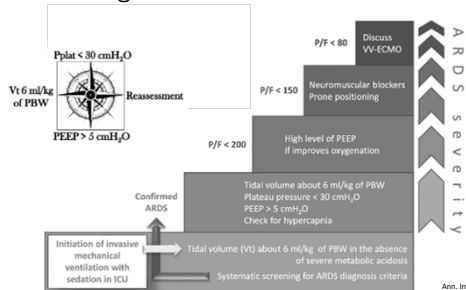 Pplat < 30 cmH₂O
Vt 6 ml/kg
of PBW
Reassessment
PEEP > 5 cmH₂O
P/F < 80
Discuss
VV-ECMO
P/F < 150
Neuromuscular blockers
Prone positioning
P/F < 200
High level of PEEP
if improves oxygenation
Confirmed
ARDS
Tidal volume about 6 ml/kg of PBW
Plateau pressure < 30 cmH₂O
PEEP > 5 cmH₂O
Check for hypercapnia
Initiation of invasive
mechanical
ventilation with
sedation in ICU
Tidal volume (Vt) about 6 ml/kg of PBW in the absence
of severe metabolic acidosis
Systematic screening for ARDS diagnosis criteria
ARDS severity
Ann. In